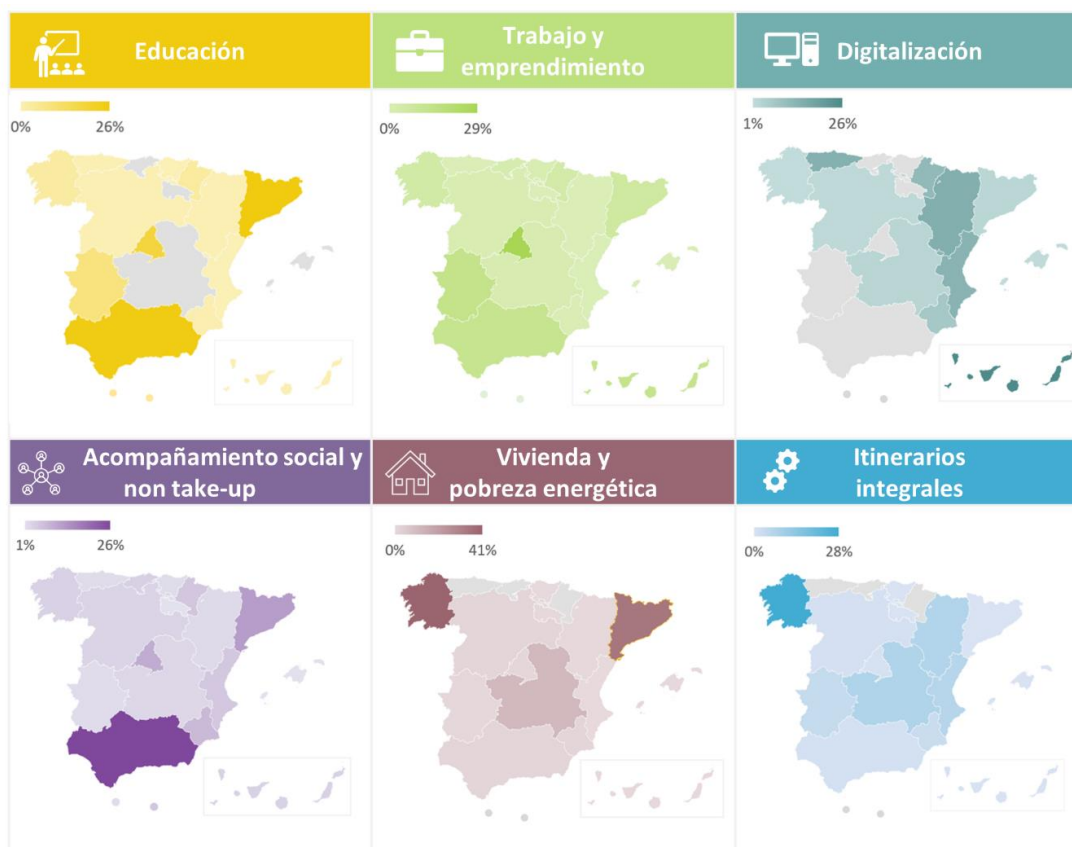 Educación
Trabajo y
emprendimiento
Digitalización
0% 26%
0% 29%
1% 26%
Acompañamiento social y
non take-up
Vivienda y
pobreza energética
Itinerarios
integrales
1% 26%
0% 41%
0% 28%